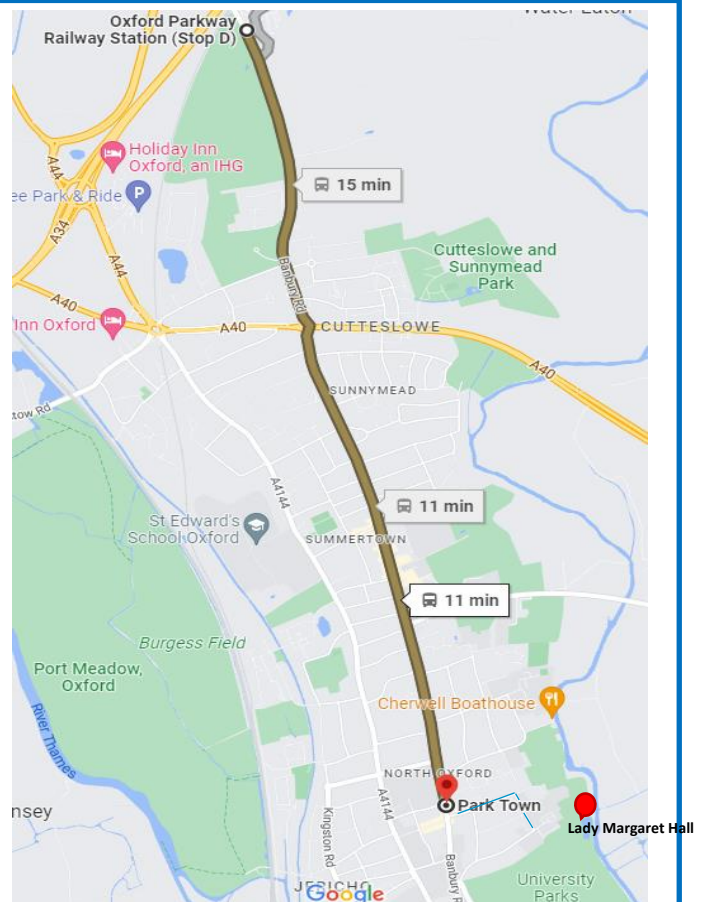 Water Eaton
Oxford Parkway
Railway Station (Stop D)
A44
Holiday Inn
Oxford, an IHG
15 min
ee Park & Ride
P
A34
A44
Banbury Rd
Cutteslowe and
Sunnymead
Park
A40
Inn Oxford
A40
CUTTESLOWE
A40
SUNNYMEAD
tow Rd
A4144
11 min
St Edward's
School Oxford
SUMMERTOWN
11 min
Burgess Field
Port Meadow,
Oxford
Cherwell Boathouse
River Thames
NORTH OXFORD
Park Town
nsey
Kingston Rd
A4144
Lady Margaret Hall
Banbury R
JERICHO
Google
University
Parks